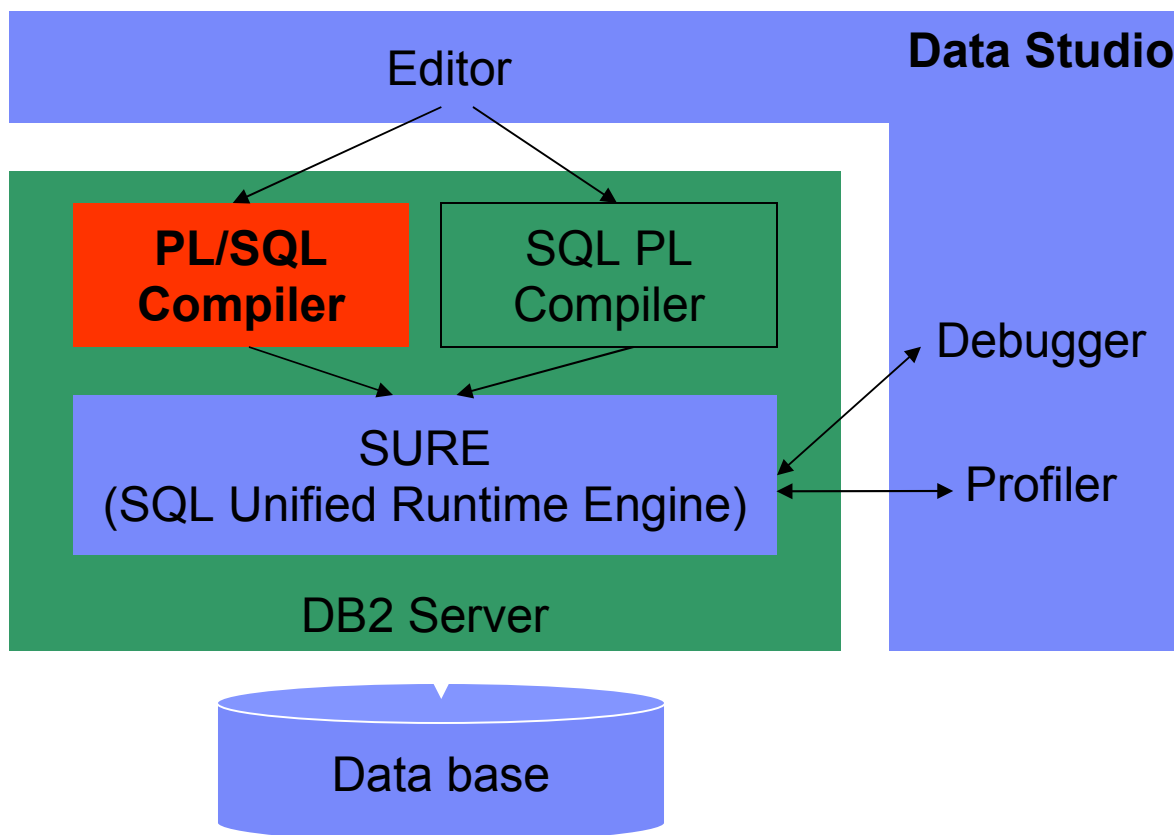 Data Studio
Editor
PL/SQL
Compiler
SQL PL
Compiler
Debugger
SURE
(SQL Unified Runtime Engine)
Profiler
DB2 Server
Data base